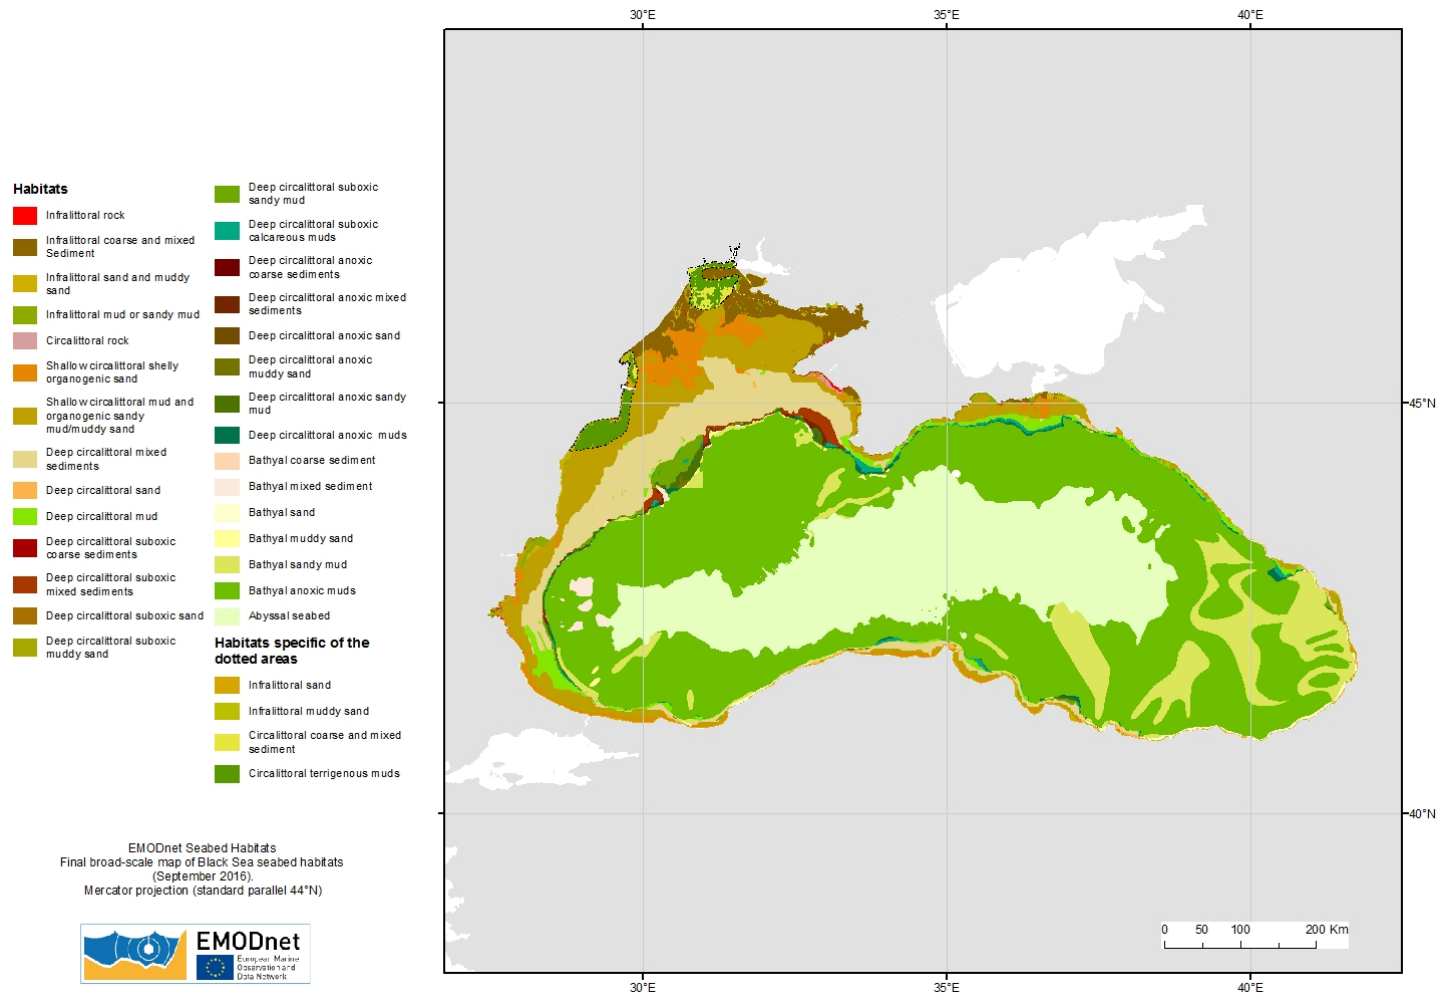 Habitats
Infralittoral rock
Infralittoral coarse and mixed
Sediment
Infralittoral sand and muddy
sand
Infralittoral mud or sandy mud
Circalittoral rock
Shallow circalittoral shelly
organogenic sand
Shallow circalittoral mud and
organogenic sandy
mud/muddy sand
Deep circalittoral mixed
sediments
Deep circalittoral sand
Deep circalittoral mud
Deep circalittoral suboxic
coarse sediments
Deep circalittoral suboxic
mixed sediments
Deep circalittoral suboxic sand
Deep circalittoral suboxic
muddy sand
Deep circalittoral suboxic
sandy mud
Deep circalittoral suboxic
calcareous muds
Deep circalittoral anoxic
coarse sediments
Deep circalittoral anoxic mixed
sediments
Deep circalittoral anoxic sand
Deep circalittoral anoxic
muddy sand
Deep circalittoral anoxic sandy
mud
Deep circalittoral anoxic muds
Bathyal coarse sediment
Bathyal mixed sediment
Bathyal sand
Bathyal muddy sand
Bathyal sandy mud
Bathyal anoxic muds
Abyssal seabed
Habitats specific of the
dotted areas
Infralittoral sand
Infralittoral muddy sand
Circalittoral coarse and mixed
sediment
Circalittoral terrigenous muds
EMODnet Seabed Habitats
Final broad-scale map of Black Sea seabed habitats
(September 2016).
Mercator projection (standard parallel 44°N)
EMODnet
European Marine
Observation and
Data Network
30°E 35°E 40°E
45°N
40°N
0 50 100 200 Km
30°E 35°E 40°E